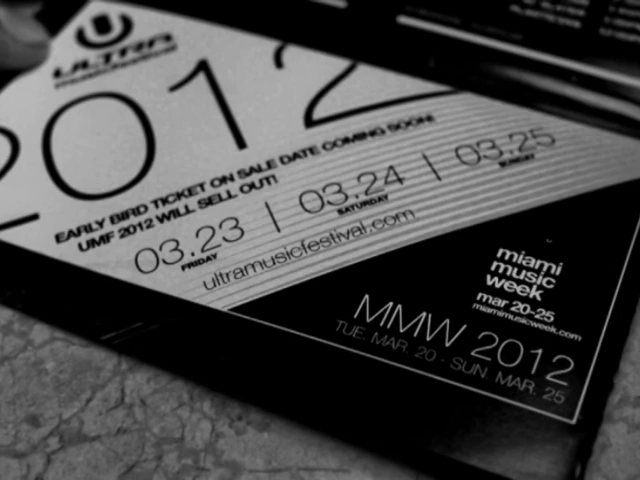 ULTRA
2012
EARLY BIRD TICKET ON SALE DATE COMING SOON!
UMF 2012 WILL SELL OUT!
03.23 | 03.24 | 03.25
FRIDAY SATURDAY SUNDAY
ultramusicfestival.com
miami
music
week
mar 20-25
miamimusicweek.com
MMW 2012
TUE. MAR. 20 - SUN. MAR. 25